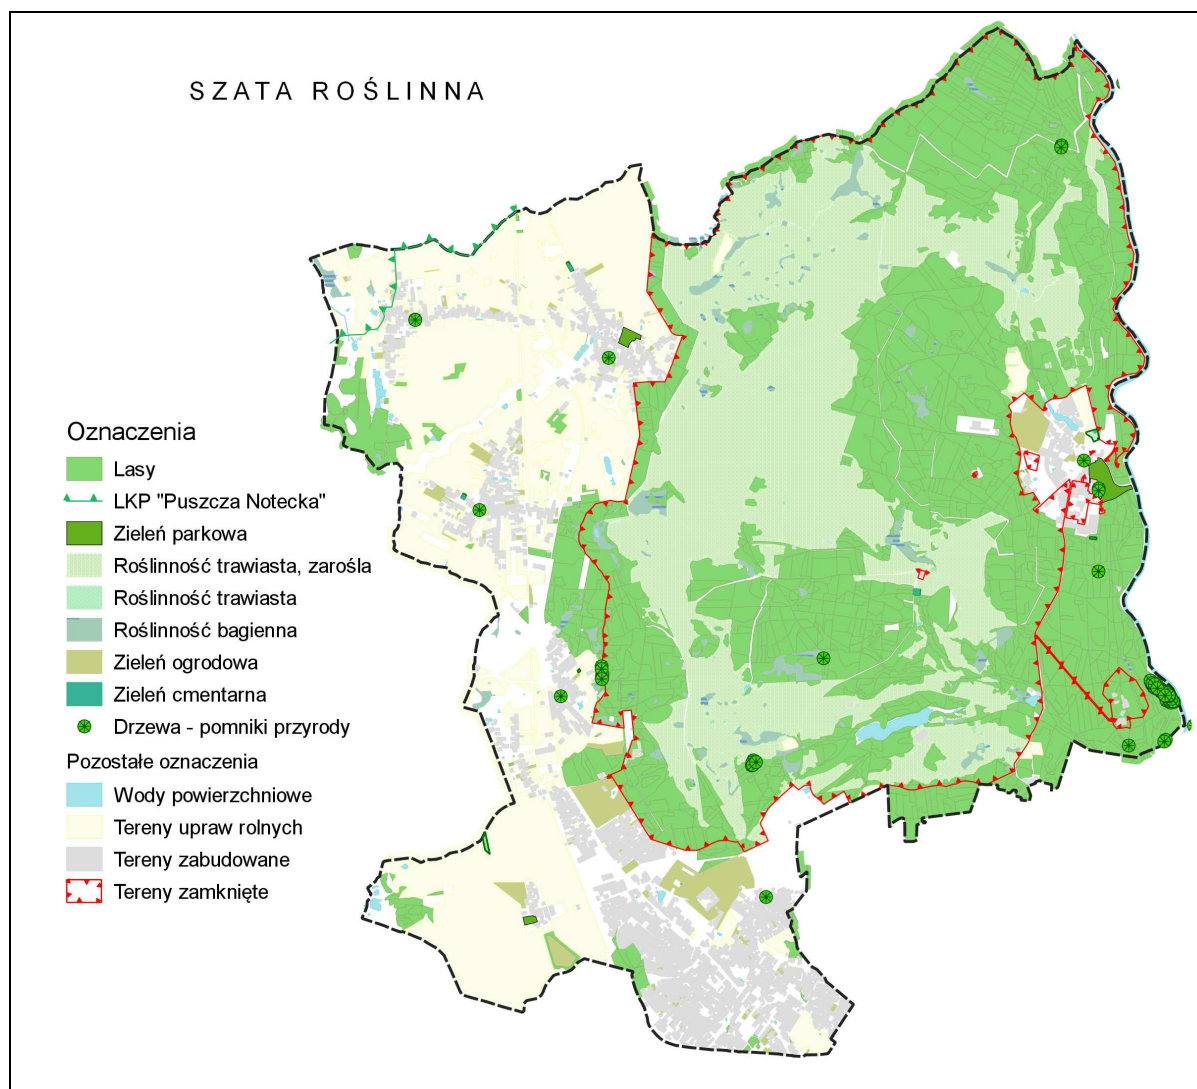 SZATA ROŚLINNA
Oznaczenia
Lasy
LKP "Puszcza Notecka"
Zieleń parkowa
Roślinność trawiasta, zarośla
Roślinność trawiasta
Roślinność bagienna
Zieleń ogrodowa
Zieleń cmentarna
Drzewa - pomniki przyrody
Pozostałe oznaczenia
Wody powierzchniowe
Tereny upraw rolnych
Tereny zabudowane
Tereny zamknięte